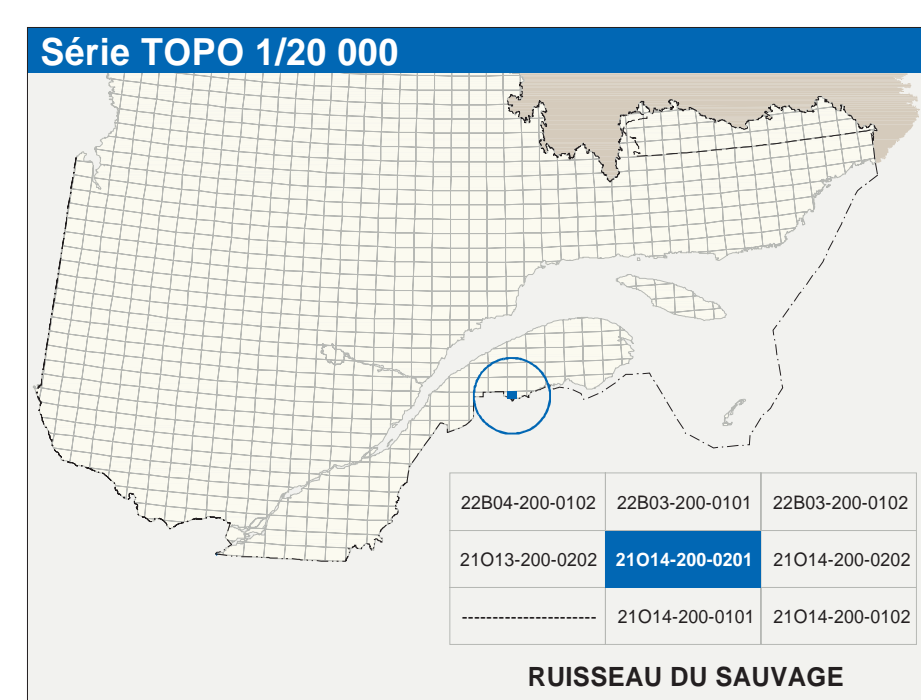 Série TOPO 1/20 000
22B04-200-0102 22B03-200-0101 22B03-200-0102
21O13-200-0202 21O14-200-0201 21O14-200-0202
---------------------- 21O14-200-0101 21O14-200-0102
RUISSEAU DU SAUVAGE